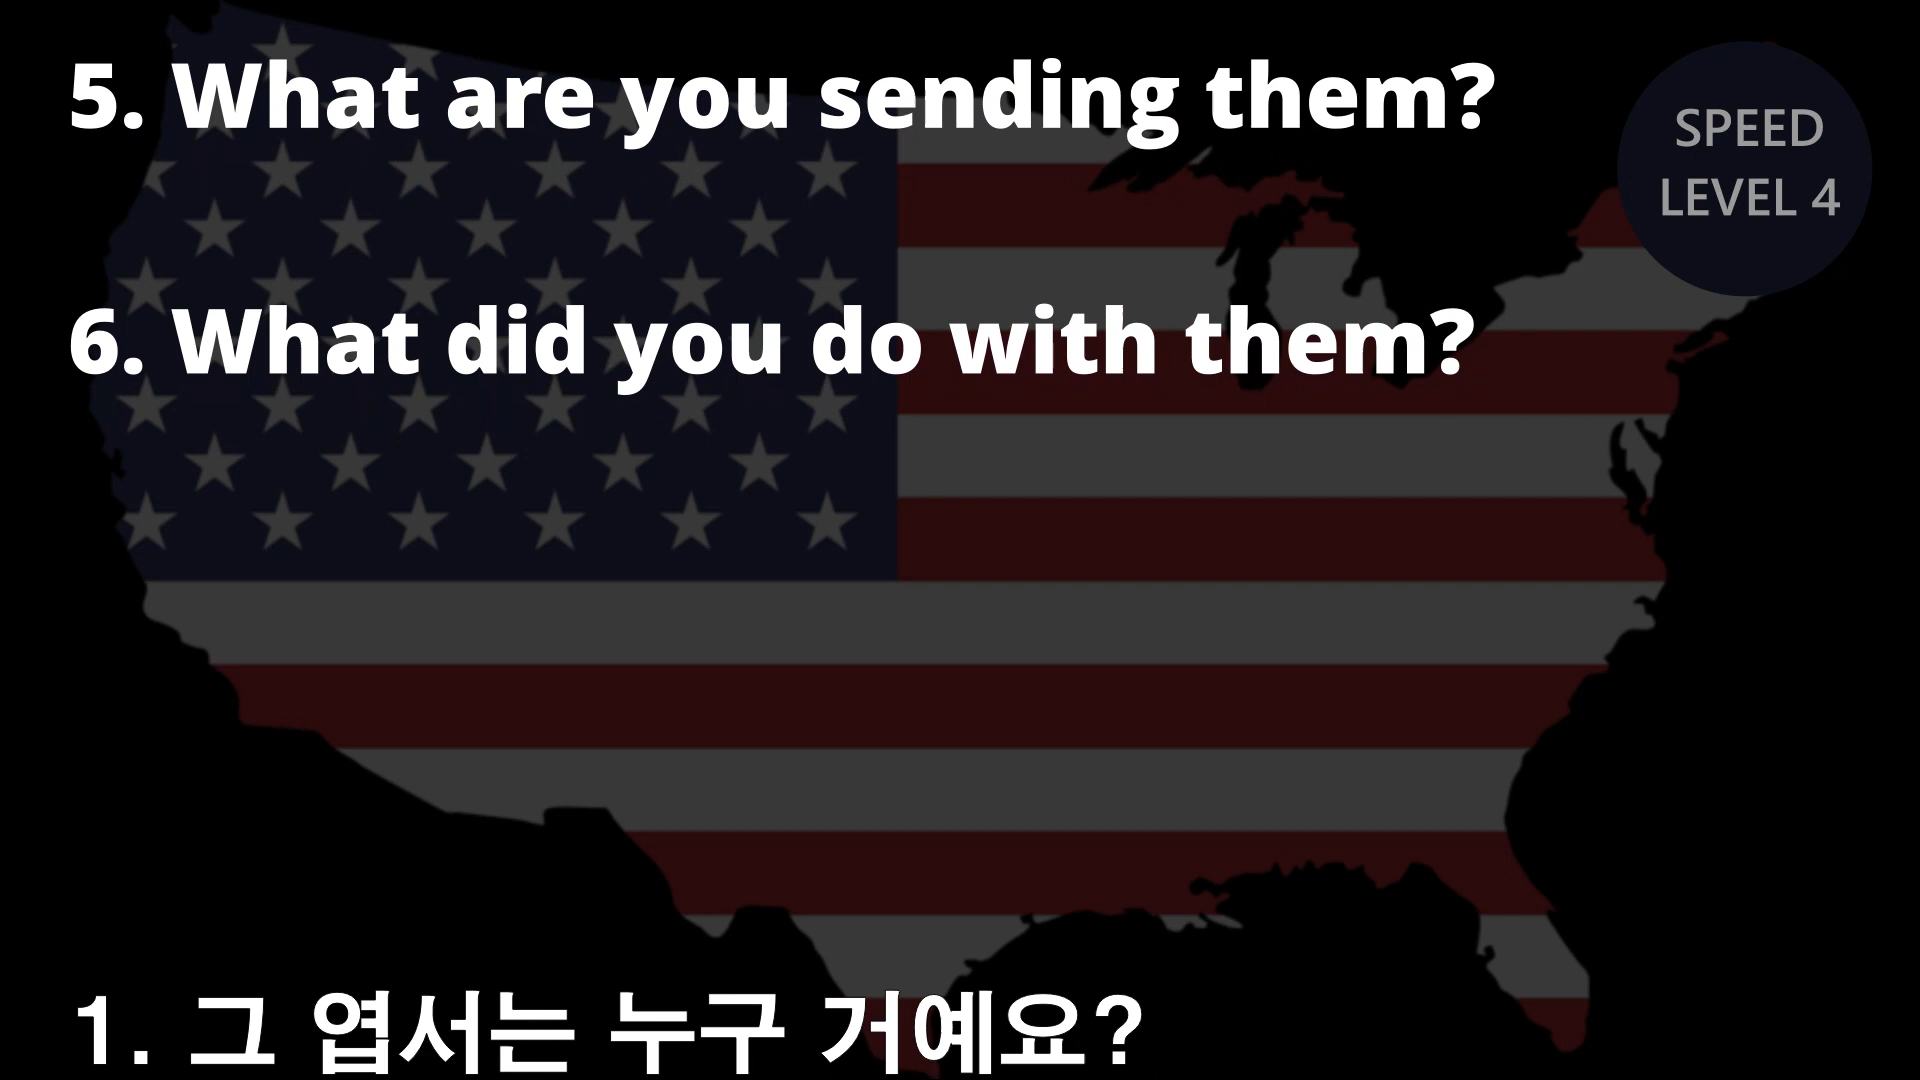 5. What are you sending them?
SPEED
LEVEL 4
6. What did you do with them?
1. 그 엽서는 누구 거예요?